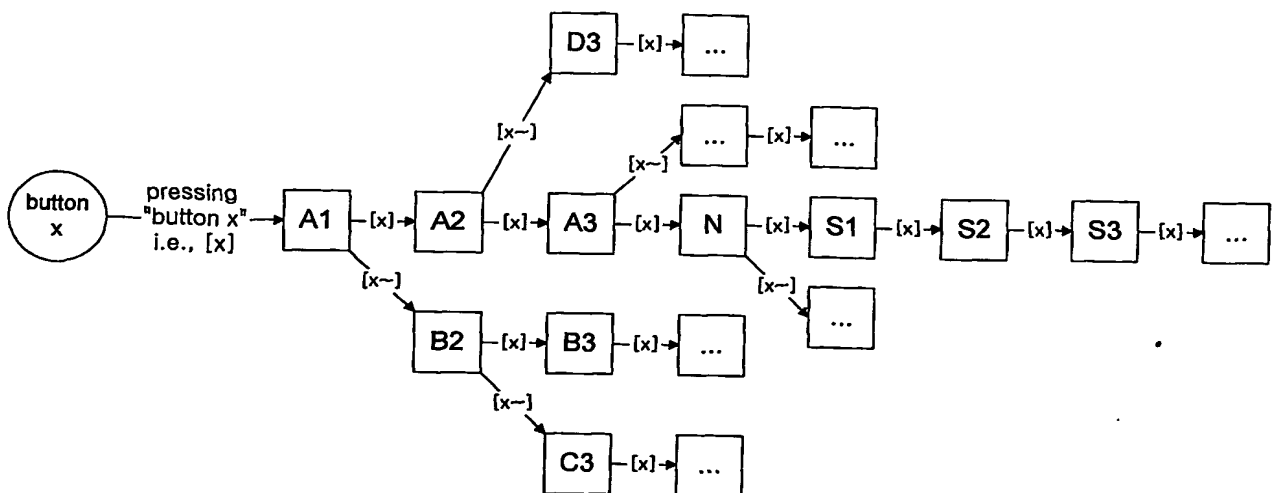 D3 [x] ...
[x~]
... [x] ...
[x~]
button
x
pressing
"button x"
i.e., [x]
A1 [x] A2 [x] A3 [x] N [x] S1 [x] S2 [x] S3 [x] ...
[x~] [x~]
...
B2 [x] B3 [x] ...
[x~]
C3 [x] ...